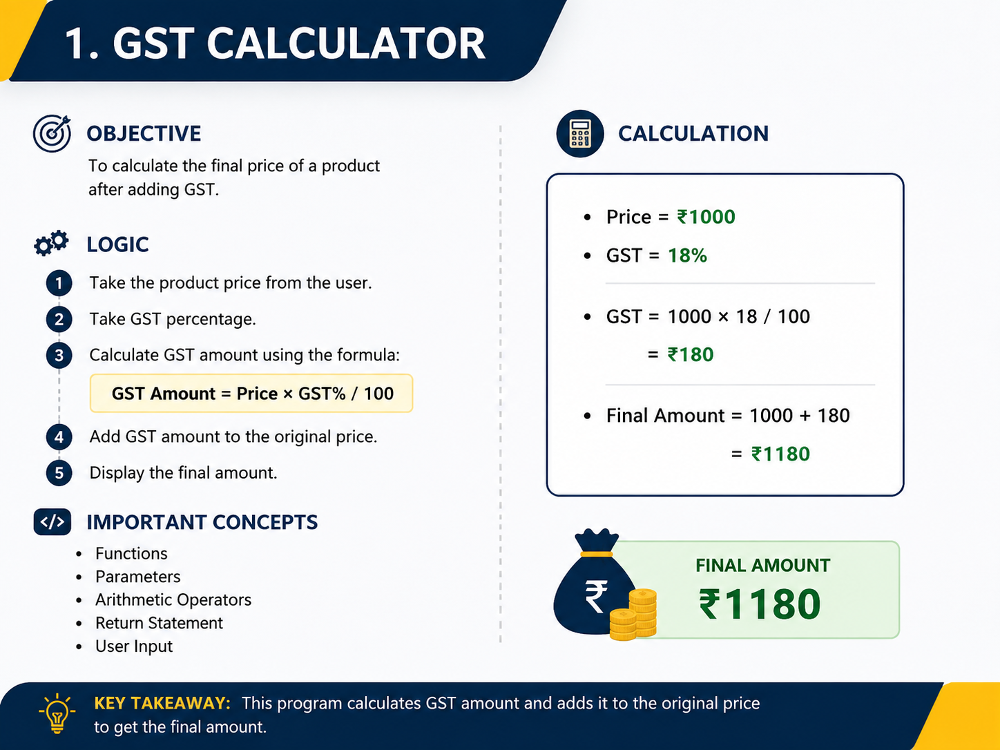 1. GST CALCULATOR
OBJECTIVE
To calculate the final price of a product
after adding GST.
LOGIC
1 Take the product price from the user.
2 Take GST percentage.
3 Calculate GST amount using the formula:
GST Amount = Price × GST% / 100
4 Add GST amount to the original price.
5 Display the final amount.
</> IMPORTANT CONCEPTS
• Functions
• Parameters
• Arithmetic Operators
• Return Statement
• User Input
CALCULATION
• Price = ₹1000
• GST = 18%
• GST = 1000 × 18 / 100
= ₹180
• Final Amount = 1000 + 180
= ₹1180
₹
FINAL AMOUNT
₹1180
KEY TAKEAWAY: This program calculates GST amount and adds it to the original price
to get the final amount.